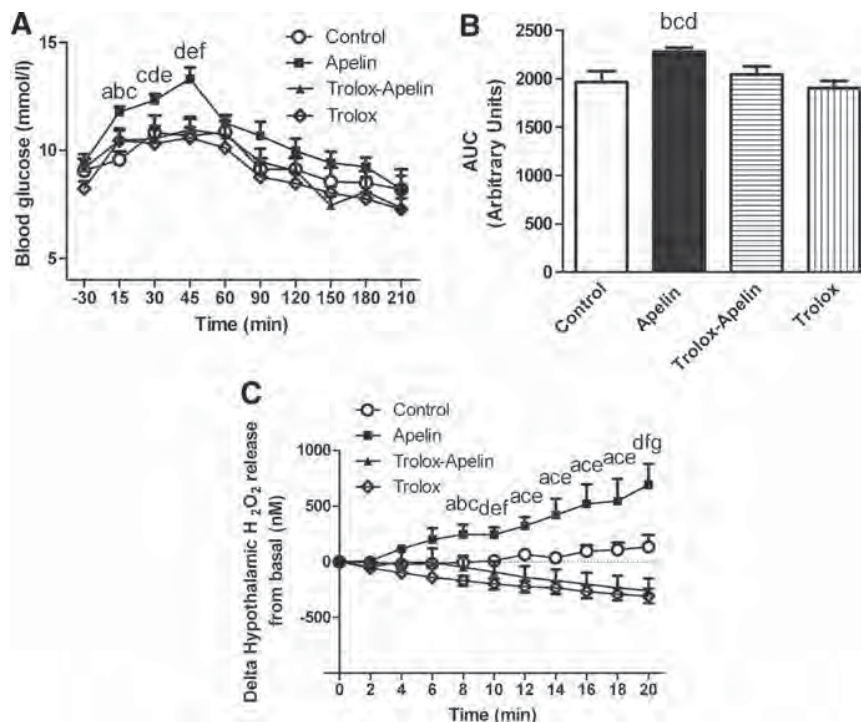 A
Control
Apelin
Trolox-Apelin
Trolox
Blood glucose (mmol/l)
15
10
5
abc
cde
def
-30 15 30 45 60 90 120 150 180 210
Time (min)
B
bcd
AUC
(Arbitrary Units)
2500
2000
1500
1000
500
0
Control
Apelin
Trolox-Apelin
Trolox
C
Control
Apelin
Trolox-Apelin
Trolox
Delta Hypothalamic H2O2 release
from basal (nM)
1000
500
0
-500
abc
def
ace
ace
ace
ace
dfg
0 2 4 6 8 10 12 14 16 18 20
Time (min)